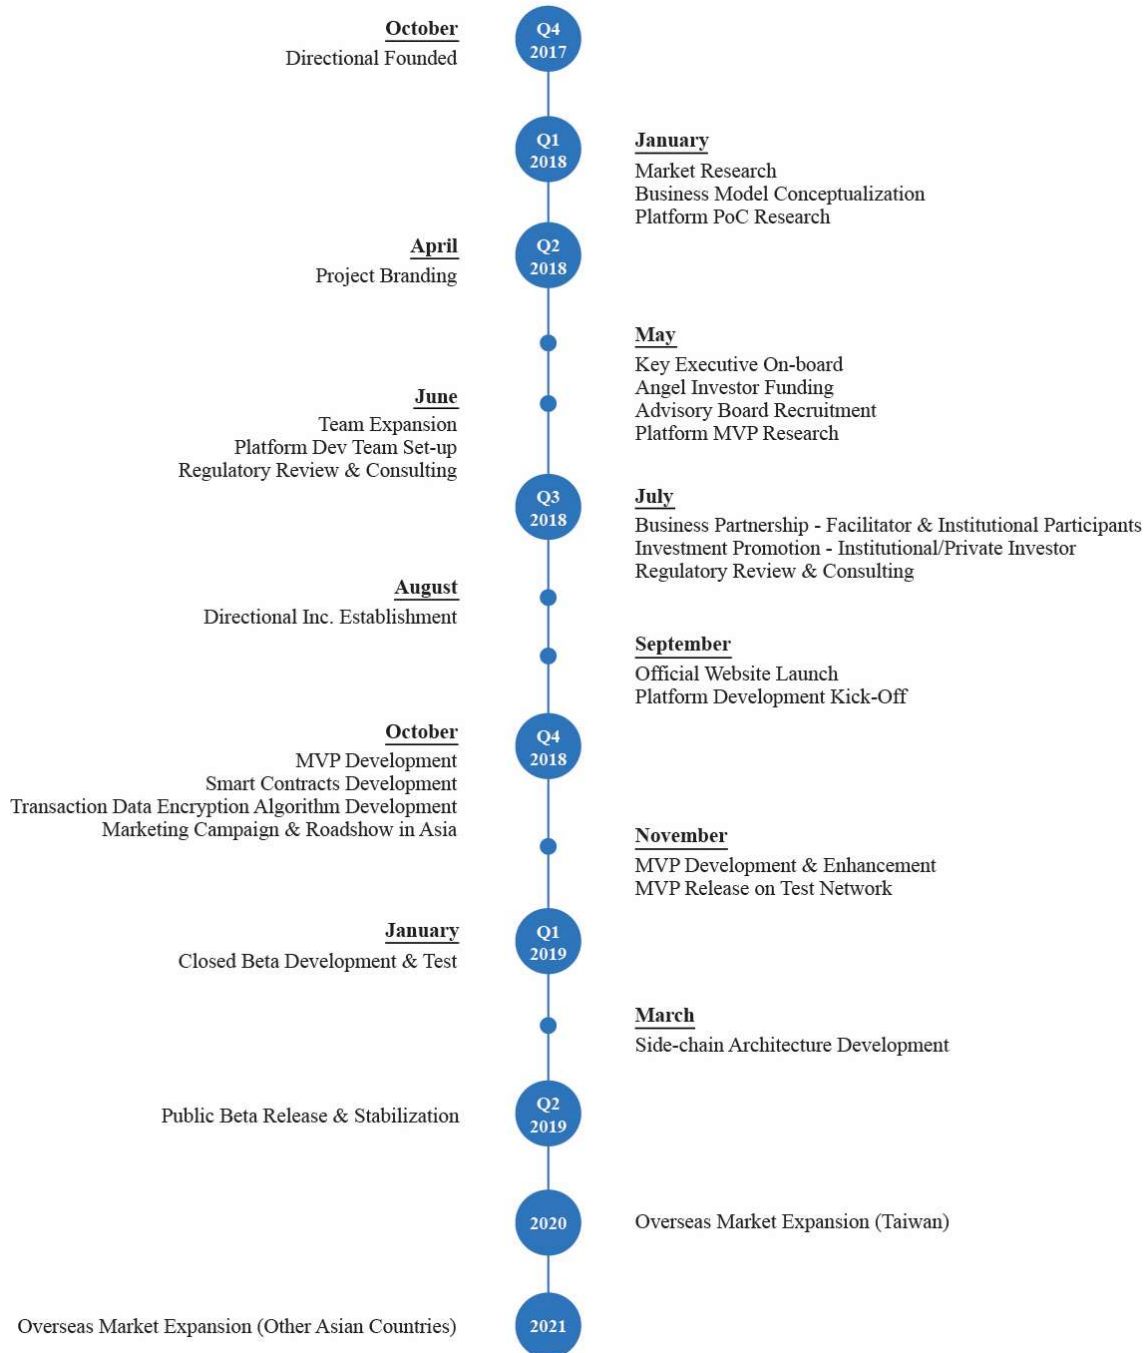 October
Directional Founded
Q4
2017
Q1
2018
January
Market Research
Business Model Conceptualization
Platform PoC Research
April
Project Branding
Q2
2018
May
Key Executive On-board
Angel Investor Funding
Advisory Board Recruitment
Platform MVP Research
June
Team Expansion
Platform Dev Team Set-up
Regulatory Review & Consulting
Q3
2018
July
Business Partnership - Facilitator & Institutional Participants
Investment Promotion - Institutional/Private Investor
Regulatory Review & Consulting
August
Directional Inc. Establishment
September
Official Website Launch
Platform Development Kick-Off
October
MVP Development
Smart Contracts Development
Transaction Data Encryption Algorithm Development
Marketing Campaign & Roadshow in Asia
Q4
2018
November
MVP Development & Enhancement
MVP Release on Test Network
January
Closed Beta Development & Test
Q1
2019
March
Side-chain Architecture Development
Public Beta Release & Stabilization
Q2
2019
2020
Overseas Market Expansion (Taiwan)
Overseas Market Expansion (Other Asian Countries)
2021